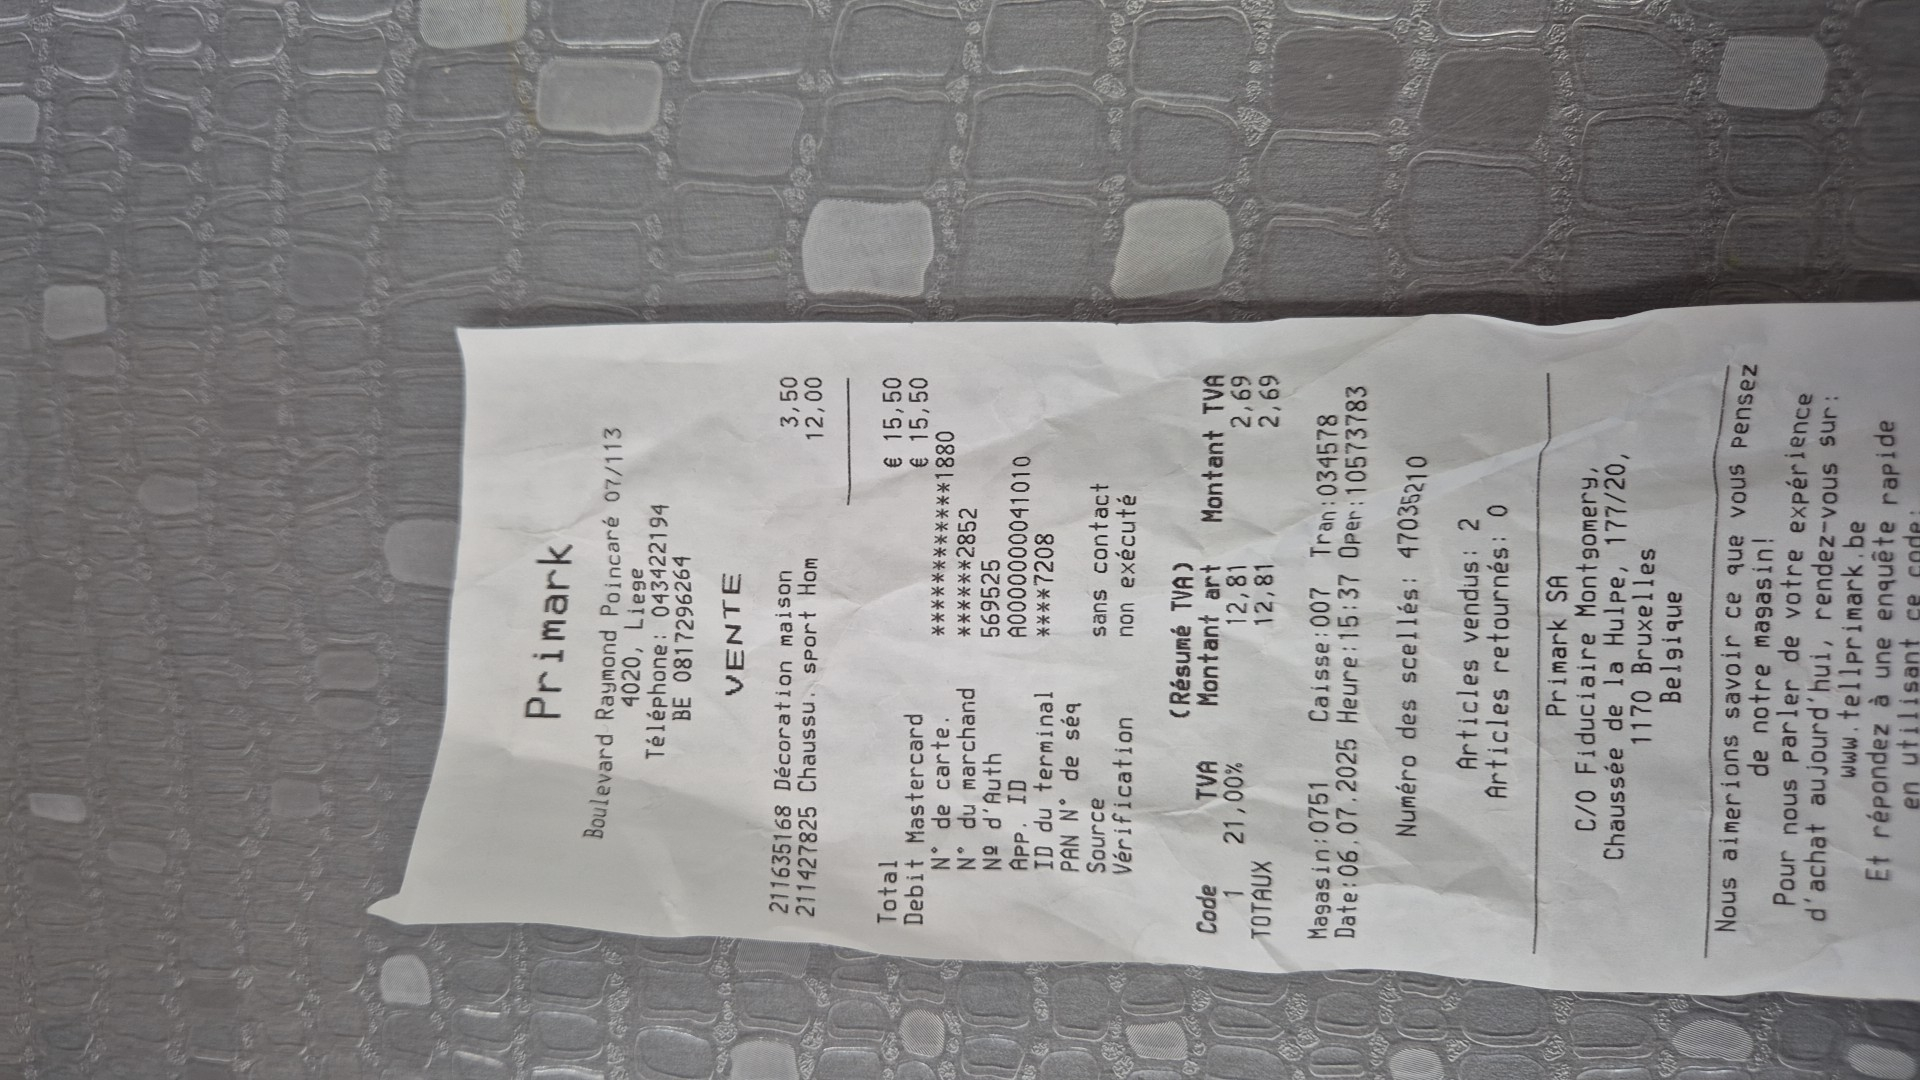 Primark
Boulevard Raymond Poincaré 07/113
4020, Liege
Téléphone: 043422194
BE 0817296264
VENTE
211635168 Décoration maison 3,50
211427825 Chaussu. sport Hom 12,00
Total € 15,50
Debit Mastercard € 15,50
N° de carte. ************1880
N° du marchand ******2852
Nº d'Auth 569525
App. ID A0000000041010
ID du terminal ****7208
PAN N° de séq
Source sans contact
Vérification non exécuté
(Résumé TVA)
Code TVA Montant art Montant TVA
1 21,00% 12,81 2,69
TOTAUX 12,81 2,69
Magasin:0751 Caisse:007 Tran:034578
Date:06.07.2025 Heure:15:37 Oper:10573783
Numéro des scellés: 47035210
Articles vendus: 2
Articles retournés: 0
Primark SA
C/O Fiduciaire Montgomery,
Chaussée de la Hulpe, 177/20,
1170 Bruxelles
Belgique
Nous aimerions savoir ce que vous pensez
de notre magasin!
Pour nous parler de votre expérience
d'achat aujourd'hui, rendez-vous sur:
www.tellprimark.be
Et répondez à une enquête rapide
en utilisant ce code: